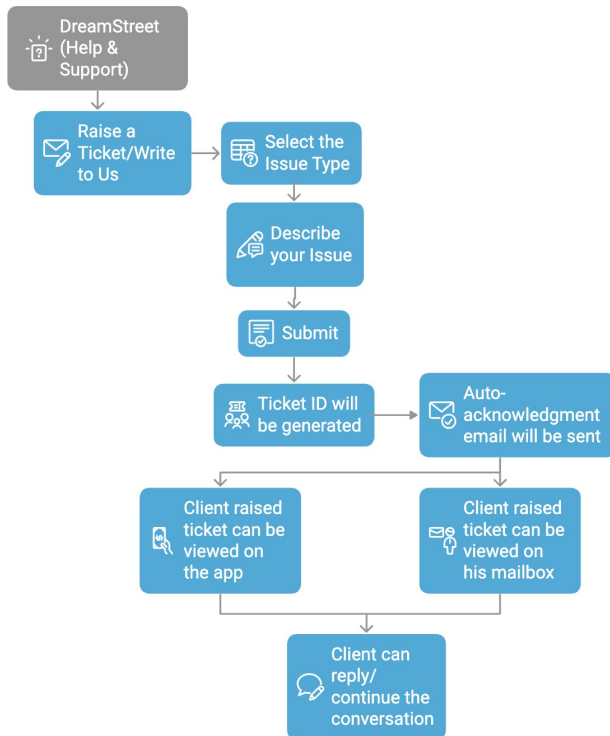 DreamStreet
(Help &
Support)
Raise a
Ticket/Write
to Us
Select the
Issue Type
Describe
your Issue
Submit
Ticket ID will
be generated
Auto-
acknowledgment
email will be sent
Client raised
ticket can be
viewed on
the app
Client raised
ticket can be
viewed on
his mailbox
Client can
reply/
continue the
conversation